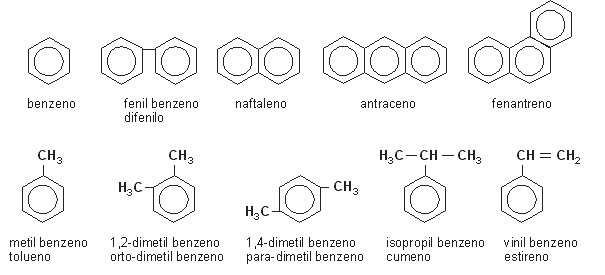 benzeno
fenil benzeno
difenilo
naftaleno
antraceno
fenantreno
CH3
CH3
H3C
CH3
H3C
H3C—CH—CH3
CH=CH2
metil benzeno
tolueno
1,2-dimetil benzeno
orto-dimetil benzeno
1,4-dimetil benzeno
para-dimetil benzeno
isopropil benzeno
cumeno
vinil benzeno
estireno